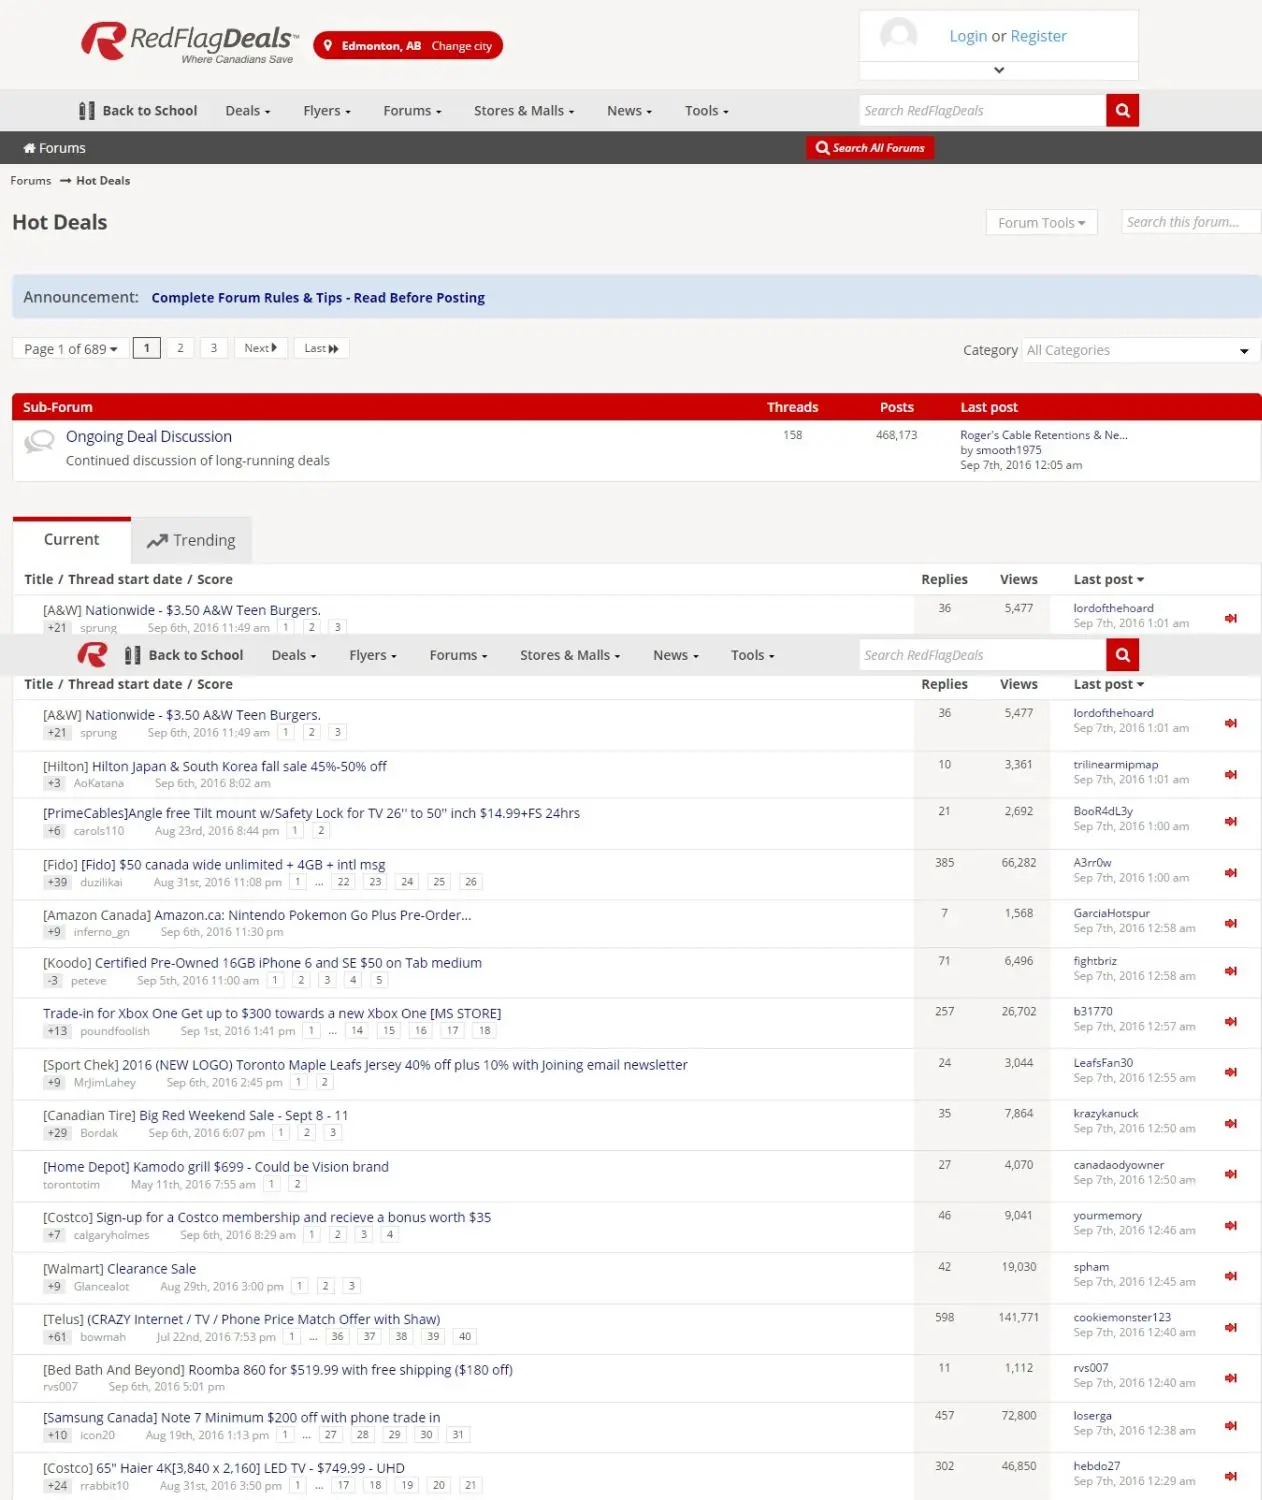 RedFlagDeals™
Where Canadians Save
Edmonton, AB Change city
Login or Register
Back to School Deals Flyers Forums Stores & Malls News Tools Search RedFlagDeals
Forums Search All Forums
Forums Hot Deals
Hot Deals Forum Tools Search this forum...
Announcement: Complete Forum Rules & Tips - Read Before Posting
Page 1 of 689 1 2 3 Next Last Category All Categories
Sub-Forum Threads Posts Last post
Ongoing Deal Discussion 158 468,173 Roger's Cable Retentions & Ne...
by smooth1975
Continued discussion of long-running deals Sep 7th, 2016 12:05 am
Current Trending
Title / Thread start date / Score Replies Views Last post
[A&W] Nationwide - $3.50 A&W Teen Burgers. 36 5,477 lordofthehoard
+21 sprung Sep 6th, 2016 11:49 am 1 2 3 Sep 7th, 2016 1:01 am
Back to School Deals Flyers Forums Stores & Malls News Tools Search RedFlagDeals
Title / Thread start date / Score Replies Views Last post
[A&W] Nationwide - $3.50 A&W Teen Burgers. 36 5,477 lordofthehoard
+21 sprung Sep 6th, 2016 11:49 am 1 2 3 Sep 7th, 2016 1:01 am
[Hilton] Hilton Japan & South Korea fall sale 45%-50% off 10 3,361 trilinearmipmap
+3 AoKatana Sep 6th, 2016 8:02 am Sep 7th, 2016 1:01 am
[PrimeCables]Angle free Tilt mount w/Safety Lock for TV 26'' to 50'' inch $14.99+FS 24hrs 21 2,692 BooR4dL3y
+6 carols110 Aug 23rd, 2016 8:44 pm 1 2 Sep 7th, 2016 1:00 am
[Fido] [Fido] $50 canada wide unlimited + 4GB + intl msg 385 66,282 A3rr0w
+39 duzilikai Aug 31st, 2016 11:08 pm 1 ... 22 23 24 25 26 Sep 7th, 2016 1:00 am
[Amazon Canada] Amazon.ca: Nintendo Pokemon Go Plus Pre-Order... 7 1,568 GarciaHotspur
+9 inferno_gn Sep 6th, 2016 11:30 pm Sep 7th, 2016 12:58 am
[Koodo] Certified Pre-Owned 16GB iPhone 6 and SE $50 on Tab medium 71 6,496 fightbriz
-3 peteve Sep 5th, 2016 11:00 am 1 2 3 4 5 Sep 7th, 2016 12:58 am
Trade-in for Xbox One Get up to $300 towards a new Xbox One [MS STORE] 257 26,702 b31770
+13 poundfoolish Sep 1st, 2016 1:41 pm 1 ... 14 15 16 17 18 Sep 7th, 2016 12:57 am
[Sport Chek] 2016 (NEW LOGO) Toronto Maple Leafs Jersey 40% off plus 10% with Joining email newsletter 24 3,044 LeafsFan30
+9 MrJimLahey Sep 6th, 2016 2:45 pm 1 2 Sep 7th, 2016 12:55 am
[Canadian Tire] Big Red Weekend Sale - Sept 8 - 11 35 7,864 krazykanuck
+29 Bordak Sep 6th, 2016 6:07 pm 1 2 3 Sep 7th, 2016 12:50 am
[Home Depot] Kamodo grill $699 - Could be Vision brand 27 4,070 canadaodyowner
torontotim May 11th, 2016 7:55 am 1 2 Sep 7th, 2016 12:50 am
[Costco] Sign-up for a Costco membership and recieve a bonus worth $35 46 9,041 yourmemory
+7 calgaryholmes Sep 6th, 2016 8:29 am 1 2 3 4 Sep 7th, 2016 12:46 am
[Walmart] Clearance Sale 42 19,030 spham
+9 Glancealot Aug 29th, 2016 3:00 pm 1 2 3 Sep 7th, 2016 12:45 am
[Telus] (CRAZY Internet / TV / Phone Price Match Offer with Shaw) 598 141,771 cookiemonster123
+61 bowmah Jul 22nd, 2016 7:53 pm 1 ... 36 37 38 39 40 Sep 7th, 2016 12:40 am
[Bed Bath And Beyond] Roomba 860 for $519.99 with free shipping ($180 off) 11 1,112 rvs007
rvs007 Sep 6th, 2016 5:01 pm Sep 7th, 2016 12:40 am
[Samsung Canada] Note 7 Minimum $200 off with phone trade in 457 72,800 loserga
+10 icon20 Aug 19th, 2016 1:13 pm 1 ... 27 28 29 30 31 Sep 7th, 2016 12:38 am
[Costco] 65" Haier 4K[3,840 x 2,160] LED TV - $749.99 - UHD 302 46,850 hebdo27
+24 rrabbit10 Aug 31st, 2016 3:50 pm 1 ... 17 18 19 20 21 Sep 7th, 2016 12:29 am